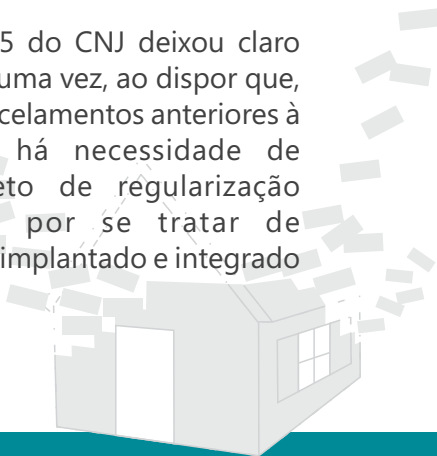 5 do CNJ deixou claro
uma vez, ao dispor que,
celamentos anteriores à
há necessidade de
eto de regularização
por se tratar de
implantado e integrado